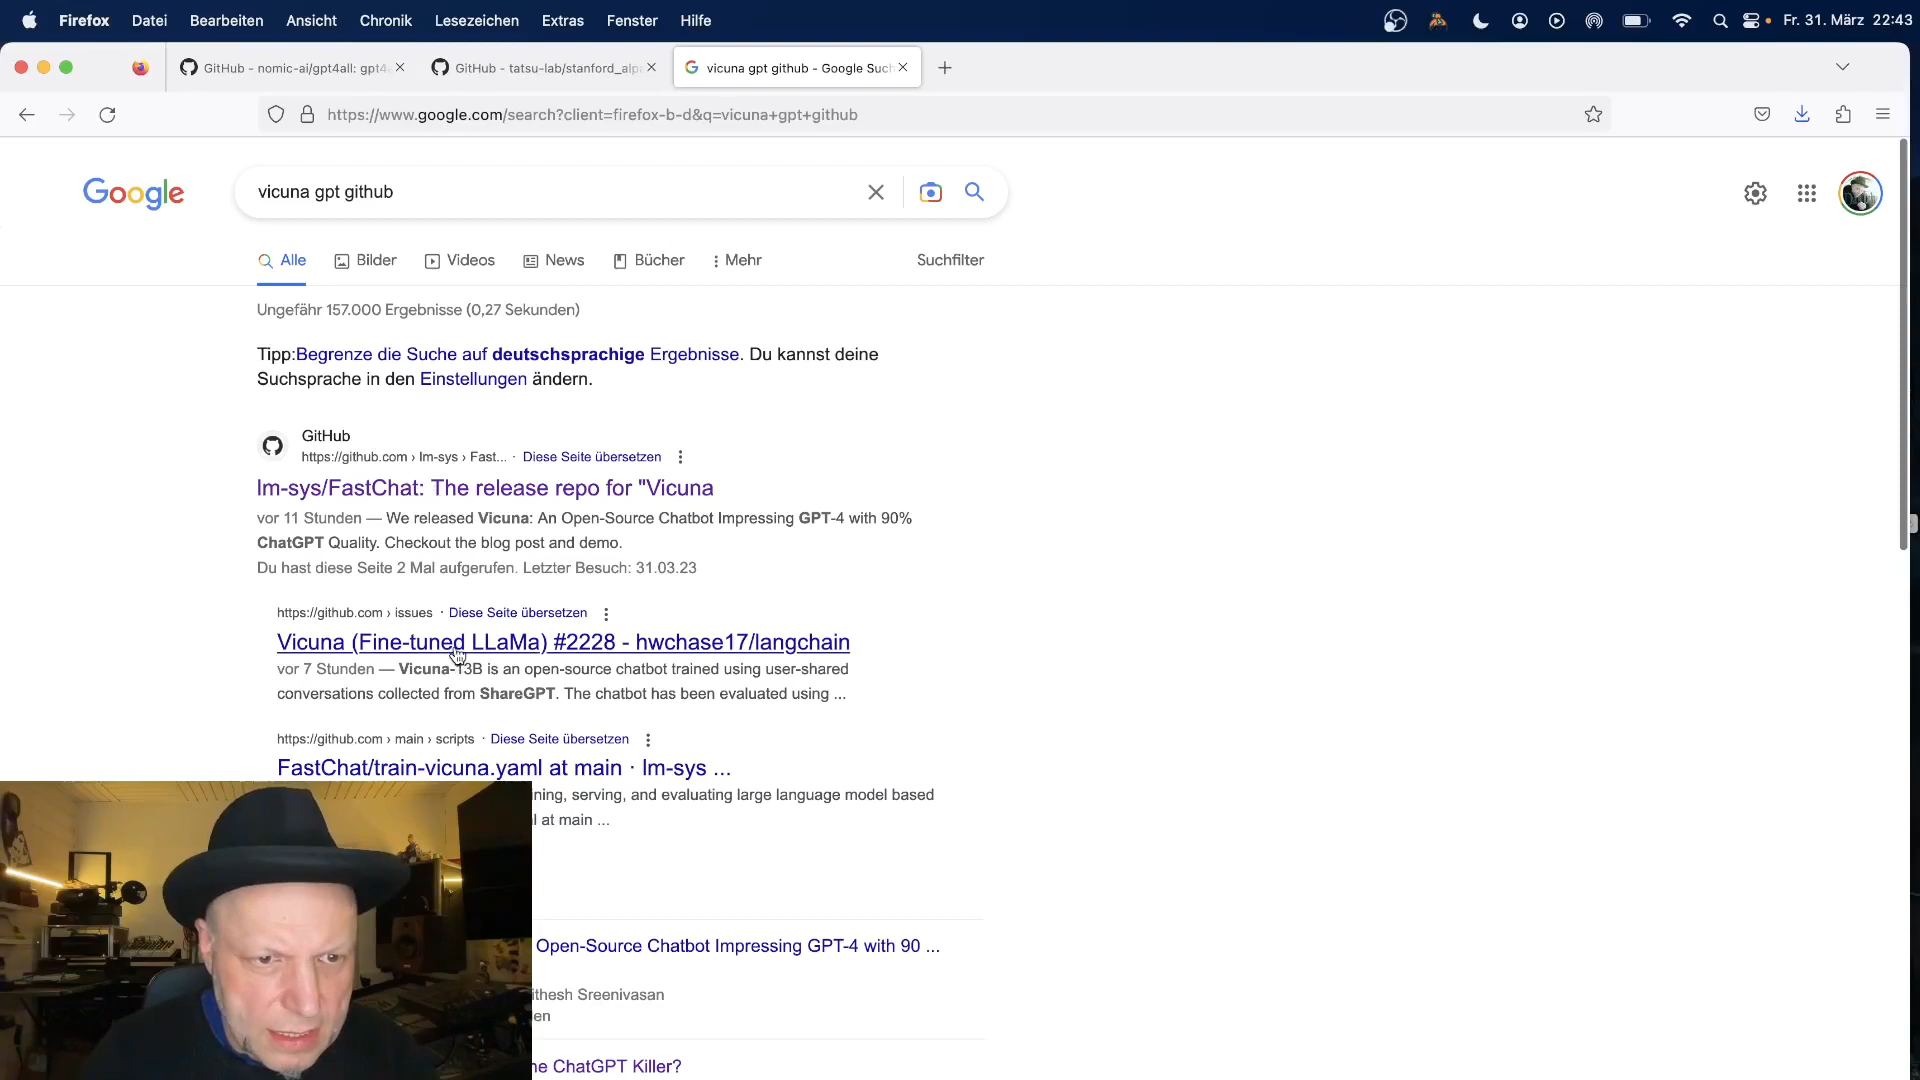 Firefox Datei Bearbeiten Ansicht Chronik Lesezeichen Extras Fenster Hilfe Fr. 31. März 22:43
GitHub - nomic-ai/gpt4all: gpt4 GitHub - tatsu-lab/stanford_alp vicuna gpt github - Google Such
https://www.google.com/search?client=firefox-b-d&q=vicuna+gpt+github
Google vicuna gpt github
Alle Bilder Videos News Bücher Mehr Suchfilter
Ungefähr 157.000 Ergebnisse (0,27 Sekunden)
Tipp:Begrenze die Suche auf deutschsprachige Ergebnisse. Du kannst deine
Suchsprache in den Einstellungen ändern.
GitHub
https://github.com › lm-sys › Fast... · Diese Seite übersetzen
lm-sys/FastChat: The release repo for "Vicuna
vor 11 Stunden — We released Vicuna: An Open-Source Chatbot Impressing GPT-4 with 90%
ChatGPT Quality. Checkout the blog post and demo.
Du hast diese Seite 2 Mal aufgerufen. Letzter Besuch: 31.03.23
https://github.com › issues · Diese Seite übersetzen
Vicuna (Fine-tuned LLaMa) #2228 - hwchase17/langchain
vor 7 Stunden — Vicuna-13B is an open-source chatbot trained using user-shared
conversations collected from ShareGPT. The chatbot has been evaluated using ...
https://github.com › main › scripts · Diese Seite übersetzen
FastChat/train-vicuna.yaml at main · lm-sys ...
ning, serving, and evaluating large language model based
l at main ...
Open-Source Chatbot Impressing GPT-4 with 90 ...
ithesh Sreenivasan
en
he ChatGPT Killer?